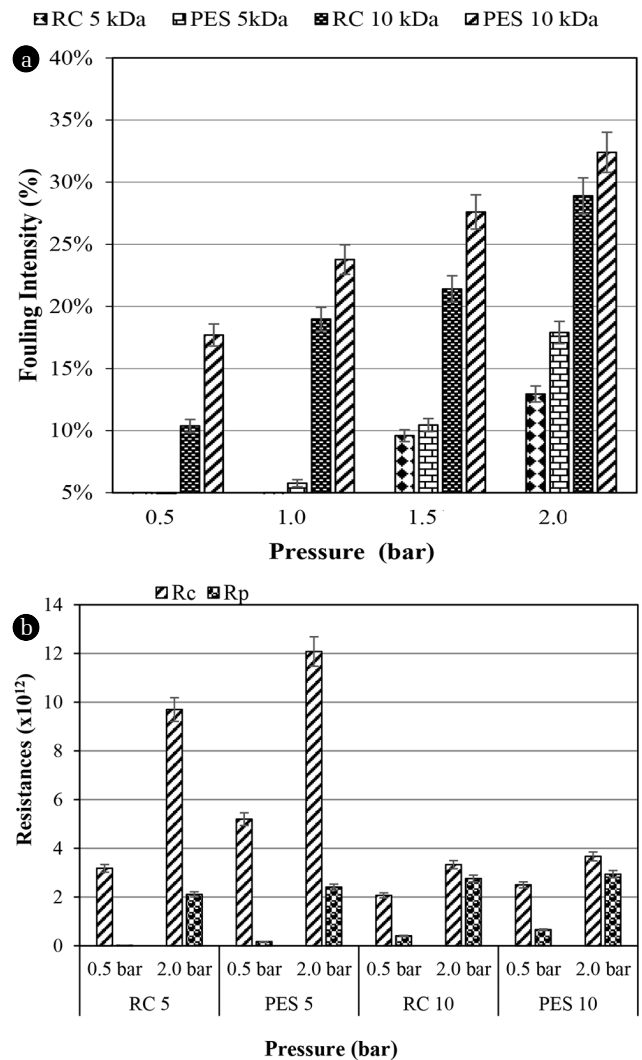 RC 5 kDa PES 5kDa RC 10 kDa PES 10 kDa
a
40%
35%
30%
25%
20%
15%
10%
5%
Fouling Intensity (%)
0.5 1.0 1.5 2.0
Pressure (bar)
b
Rc Rp
14
12
10
8
6
4
2
0
Resistances (x10¹²)
0.5 bar 2.0 bar 0.5 bar 2.0 bar 0.5 bar 2.0 bar 0.5 bar 2.0 bar
RC 5 PES 5 RC 10 PES 10
Pressure (bar)